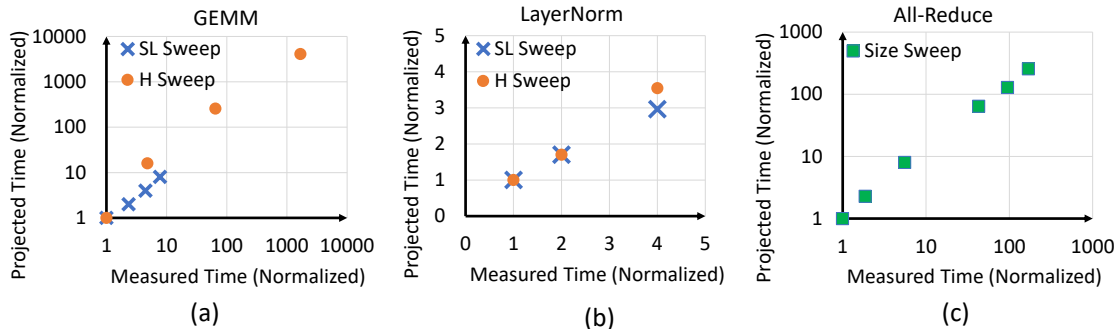 GEMM
Projected Time (Normalized)
10000
1000
100
10
1
SL Sweep
H Sweep
1 10 100 1000 10000
Measured Time (Normalized)
(a)
LayerNorm
Projected Time (Normalized)
5
4
3
2
1
0
SL Sweep
H Sweep
0 1 2 3 4 5
Measured Time (Normalized)
(b)
All-Reduce
Projected Time (Normalized)
1000
100
10
1
Size Sweep
1 10 100 1000
Measured Time (Normalized)
(c)